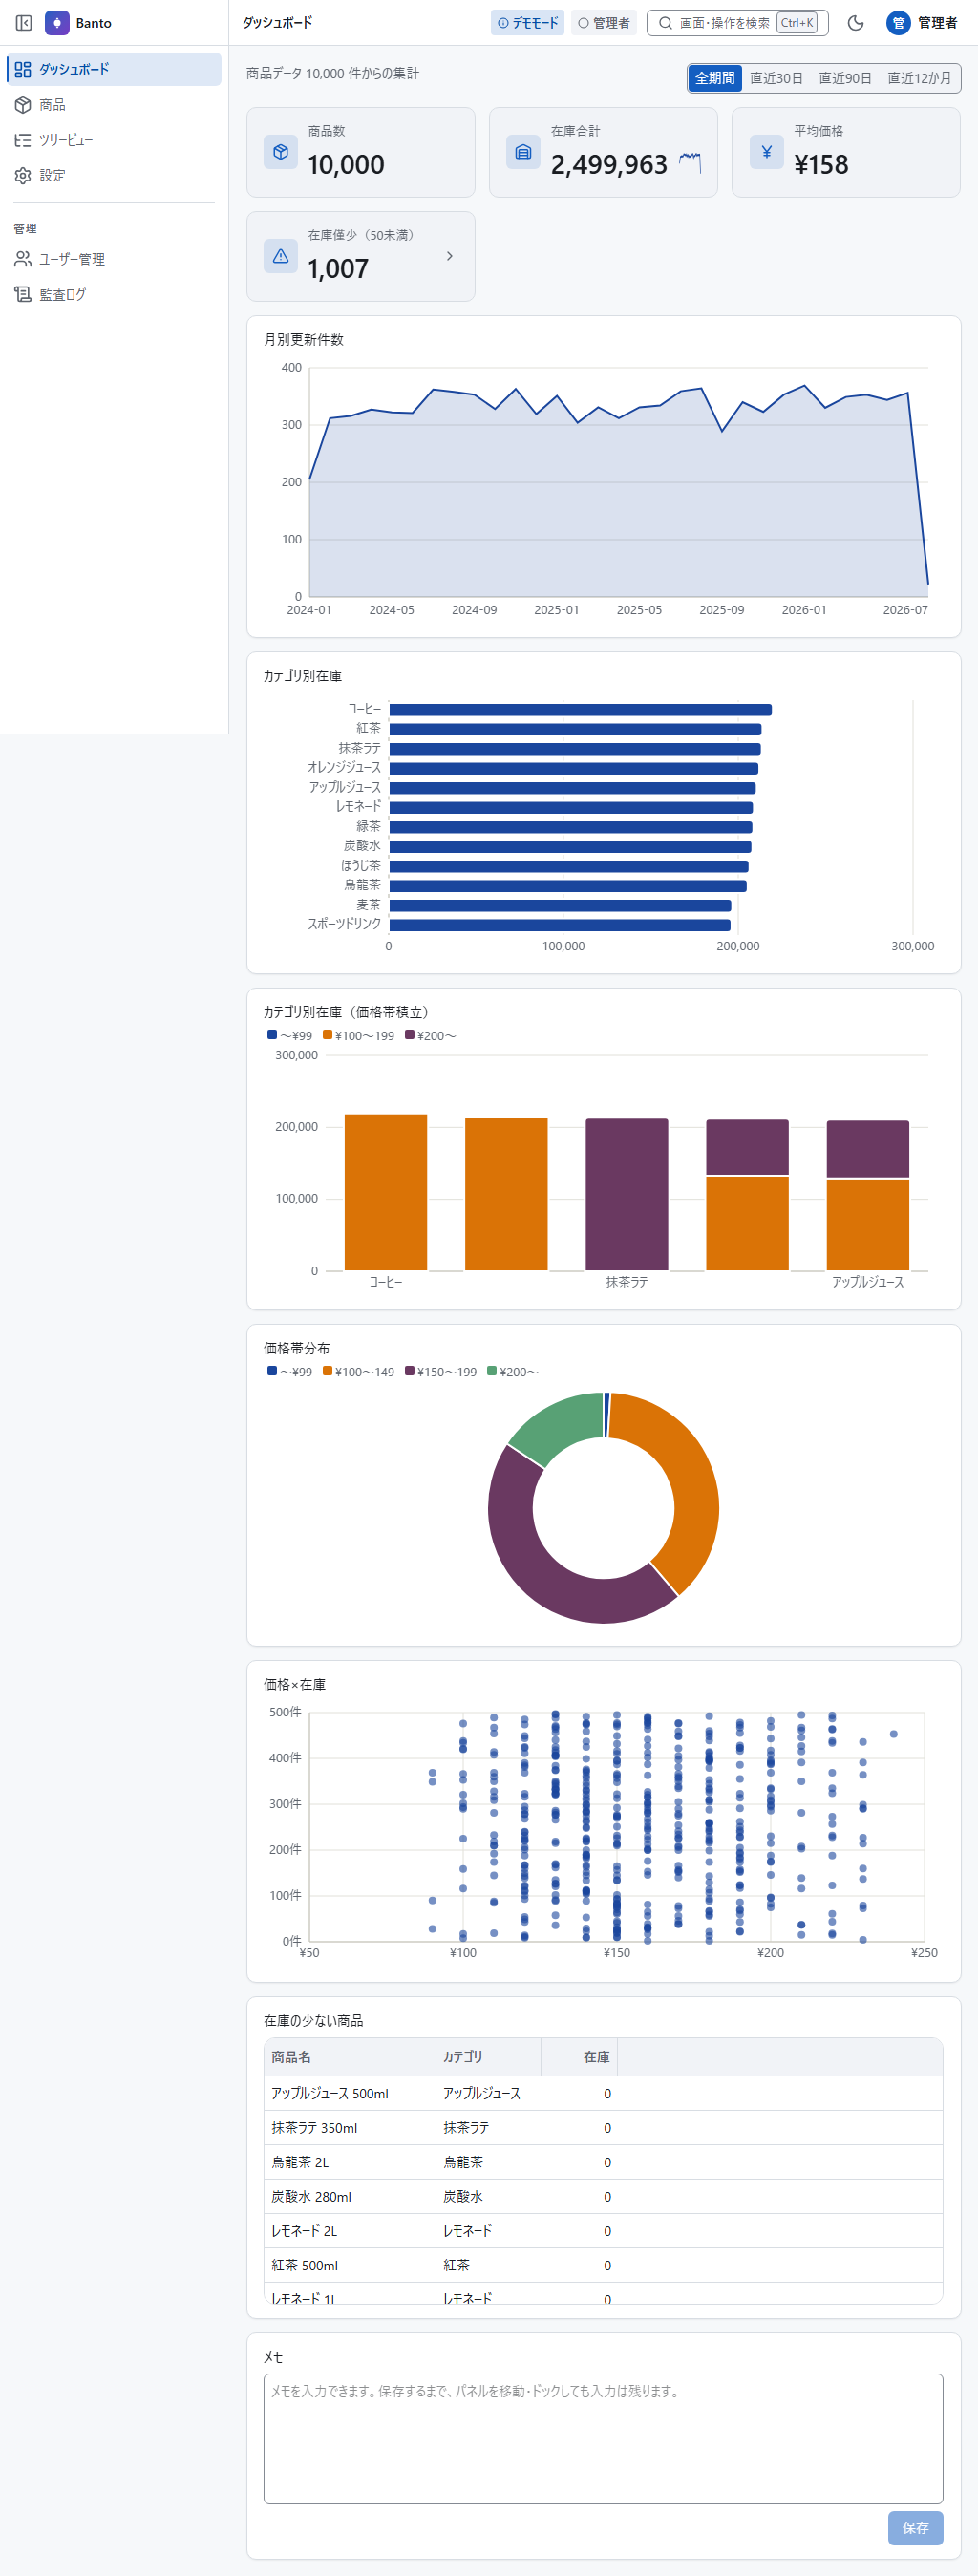 Banto
ダッシュボード
デモモード
管理者
画面・操作を検索 Ctrl+K
管 管理者
ダッシュボード
商品
ツリービュー
設定
管理
ユーザー管理
監査ログ
商品データ 10,000 件からの集計
全期間 直近30日 直近90日 直近12か月
商品数
10,000
在庫合計
2,499,963
平均価格
¥158
在庫僅少（50未満）
1,007
月別更新件数
400
300
200
100
0
2024-01 2024-05 2024-09 2025-01 2025-05 2025-09 2026-01 2026-07
カテゴリ別在庫
コーヒー
紅茶
抹茶ラテ
オレンジジュース
アップルジュース
レモネード
緑茶
炭酸水
ほうじ茶
烏龍茶
麦茶
スポーツドリンク
0 100,000 200,000 300,000
カテゴリ別在庫（価格帯積立）
～¥99 ¥100～199 ¥200～
300,000
200,000
100,000
0
コーヒー 抹茶ラテ アップルジュース
価格帯分布
～¥99 ¥100～149 ¥150～199 ¥200～
価格×在庫
500件
400件
300件
200件
100件
0件
¥50 ¥100 ¥150 ¥200 ¥250
在庫の少ない商品
商品名 カテゴリ 在庫
アップルジュース 500ml アップルジュース 0
抹茶ラテ 350ml 抹茶ラテ 0
烏龍茶 2L 烏龍茶 0
炭酸水 280ml 炭酸水 0
レモネード 2L レモネード 0
紅茶 500ml 紅茶 0
レモネード 1L レモネード 0
メモ
メモを入力できます。保存するまで、パネルを移動・ドックしても入力は残ります。
保存